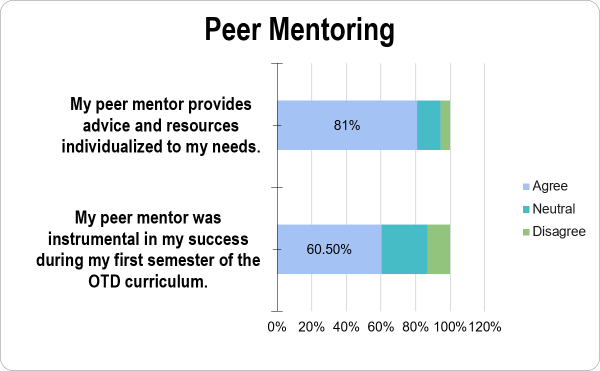 Peer Mentoring
My peer mentor provides
advice and resources
individualized to my needs.
81%
My peer mentor was
instrumental in my success
during my first semester of the
OTD curriculum.
60.50%
Agree
Neutral
Disagree
0% 20% 40% 60% 80% 100% 120%